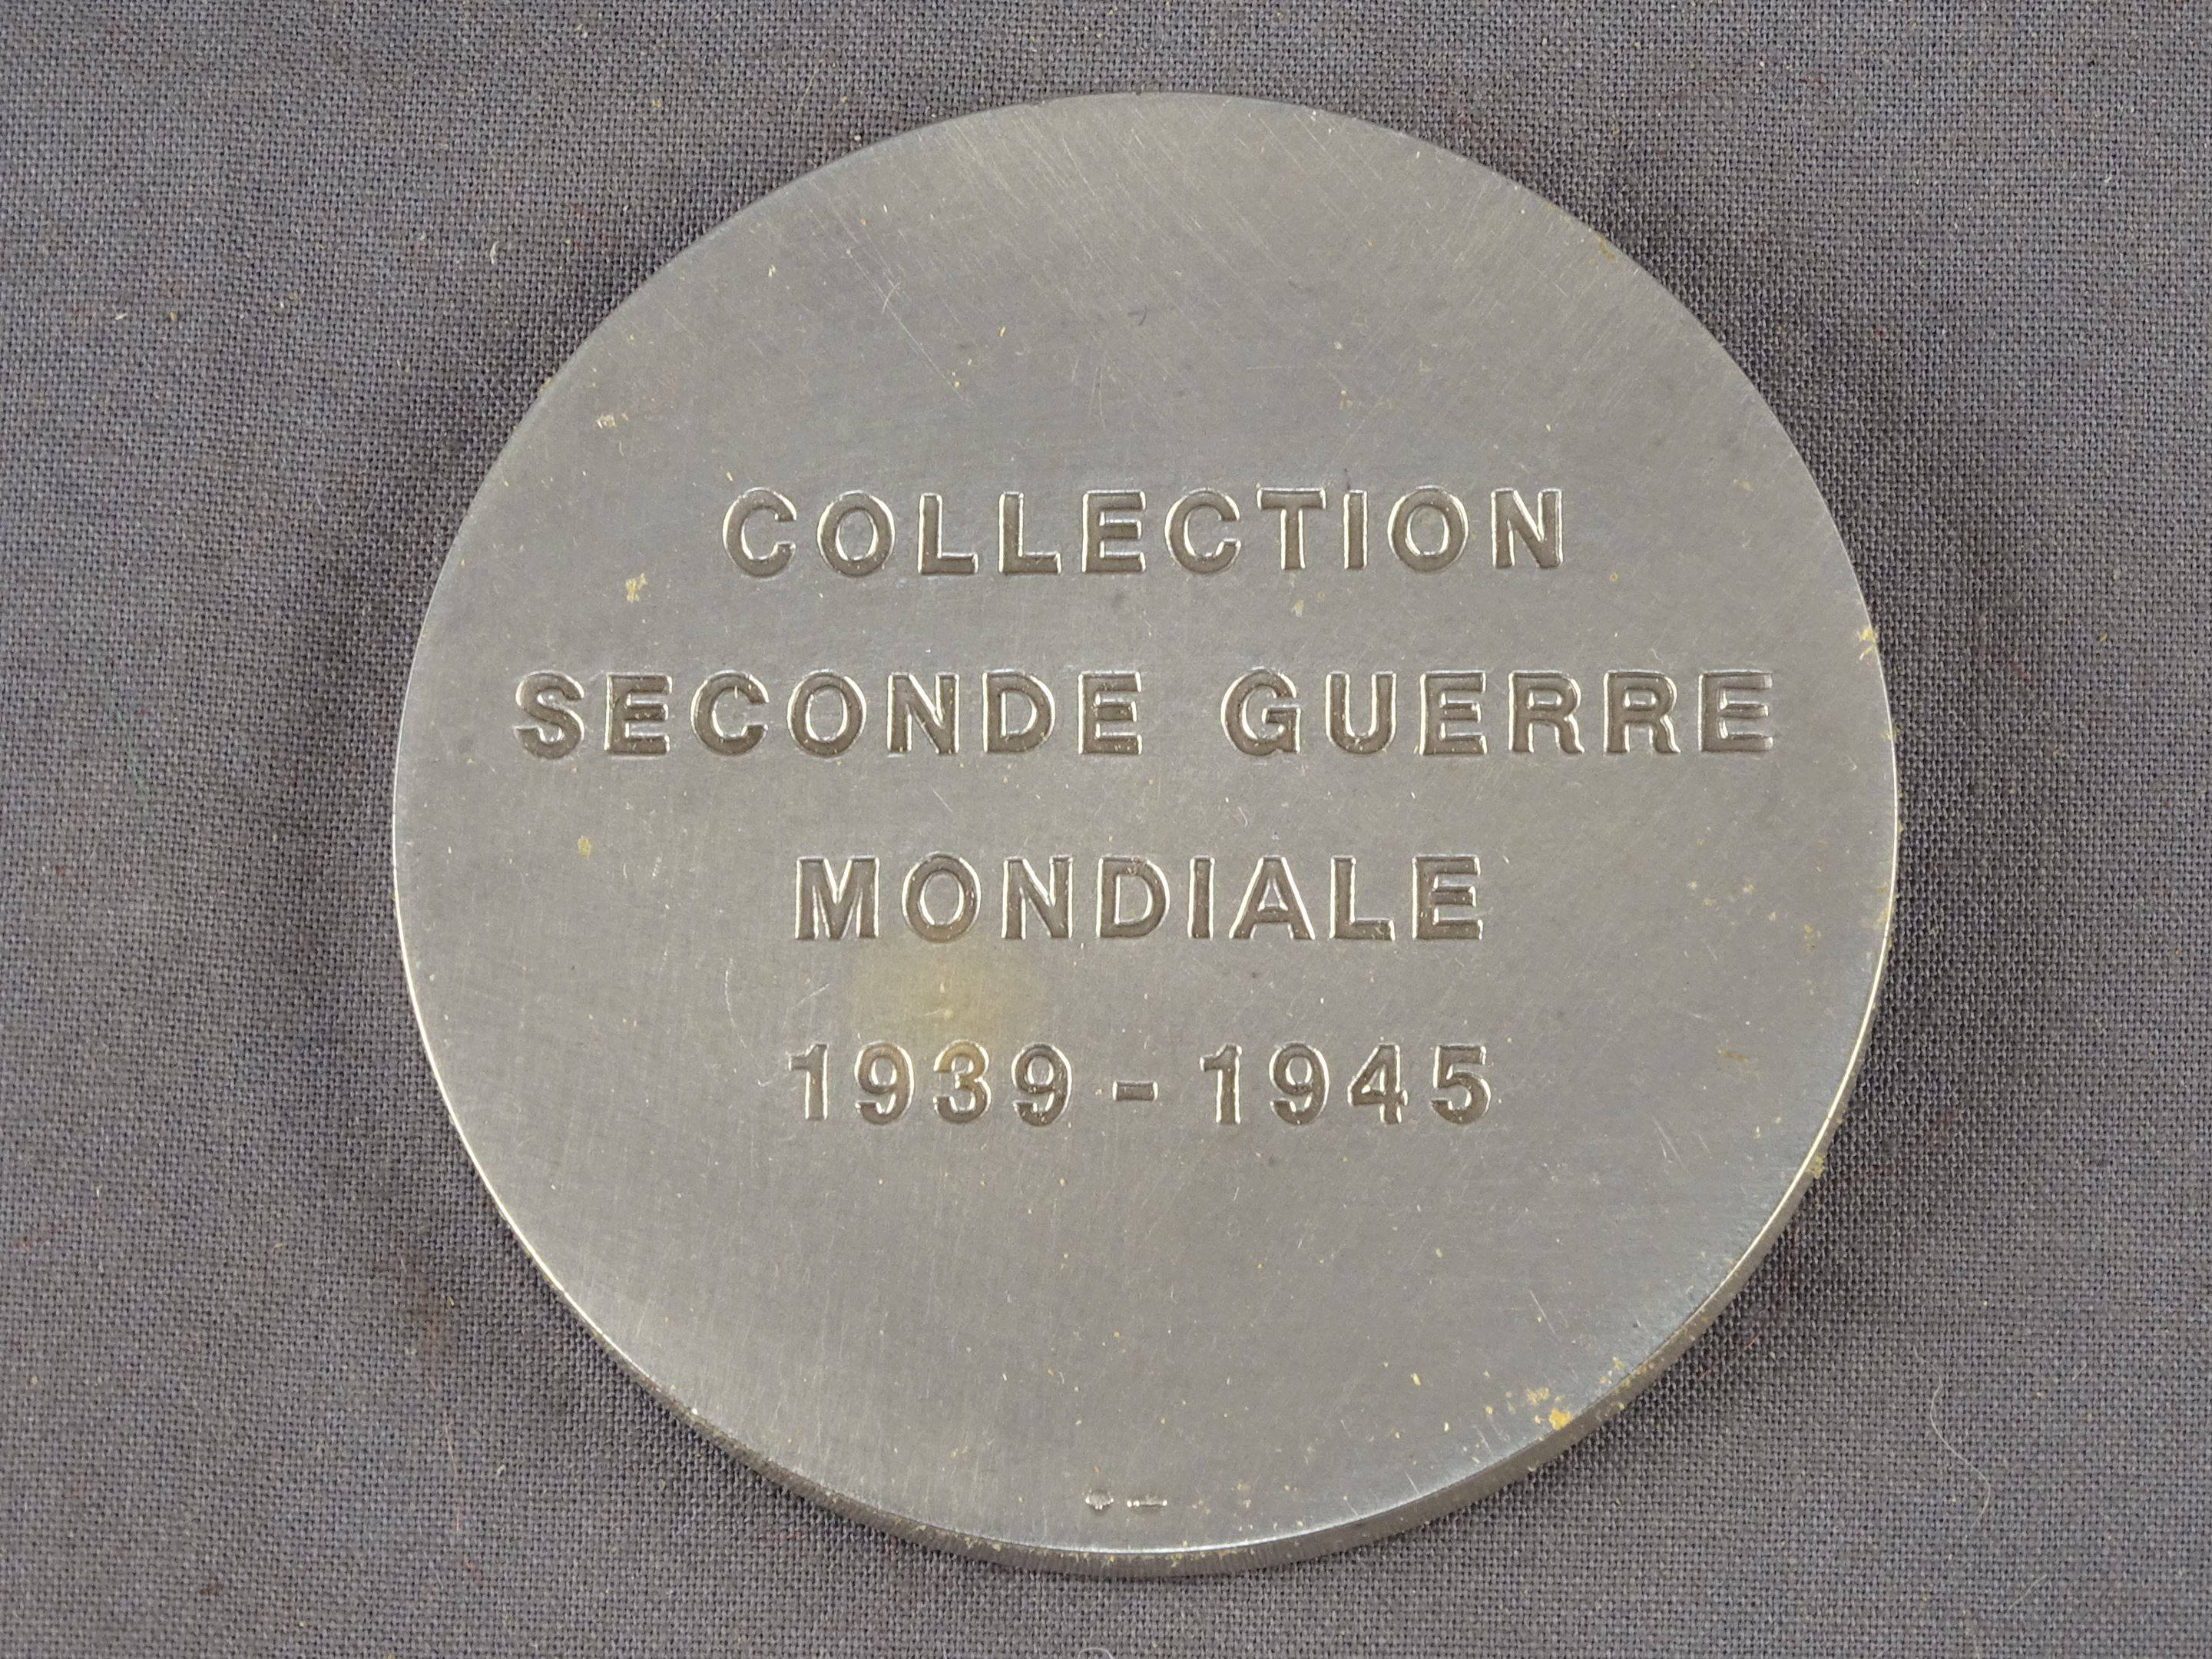 COLLECTION
SECONDE GUERRE
MONDIALE
1939-1945